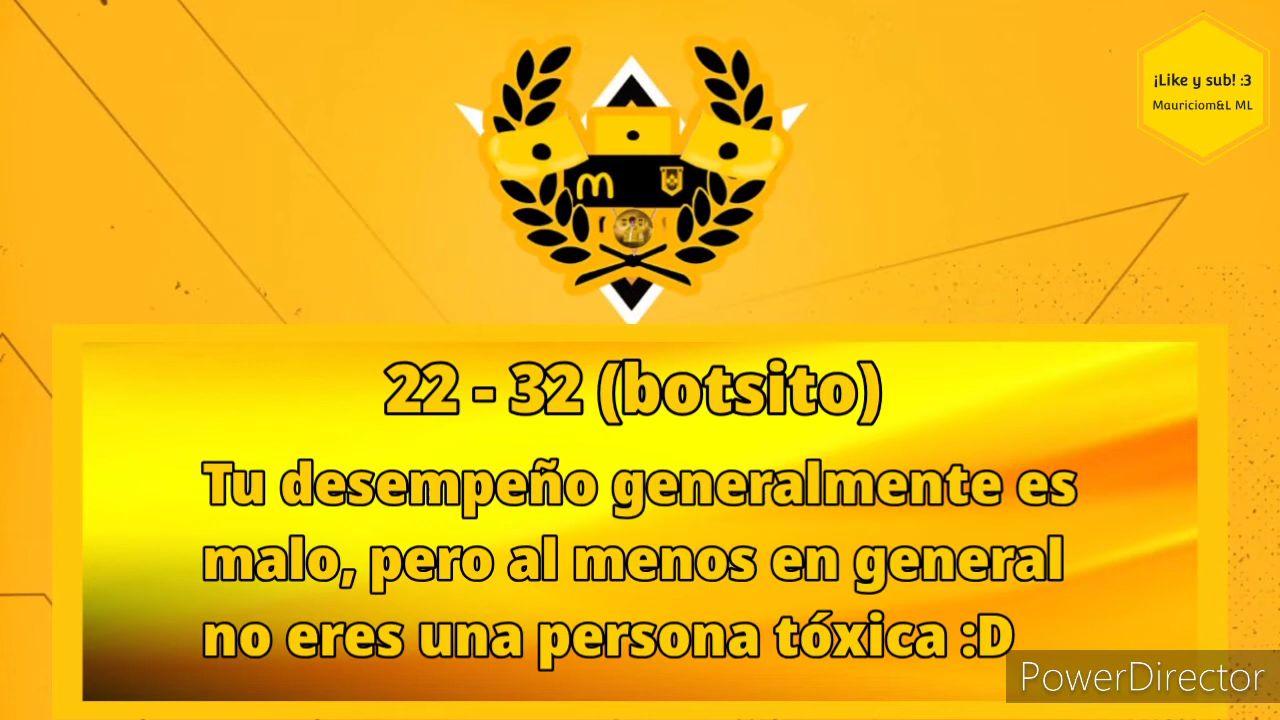 ¡Like y sub! :3
Mauriciom&L ML
m
22 - 32 (botsito)
Tu desempeño generalmente es
malo, pero al menos en general
no eres una persona tóxica :D
PowerDirector